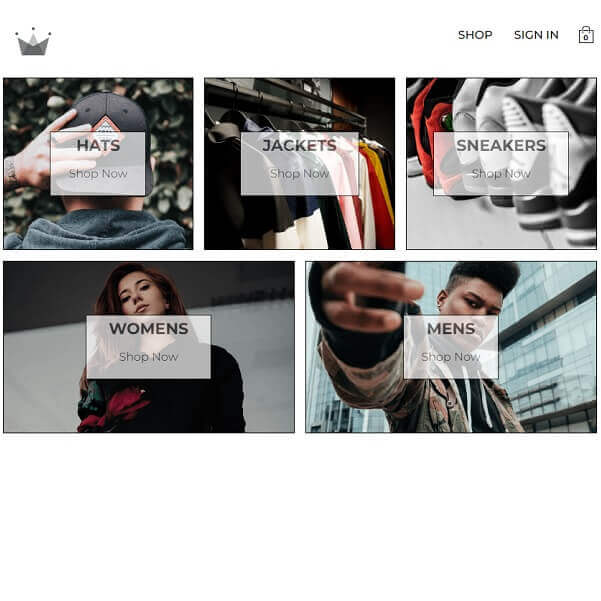 SHOP SIGN IN
0
HATS
Shop Now
JACKETS
Shop Now
SNEAKERS
Shop Now
WOMENS
Shop Now
MENS
Shop Now